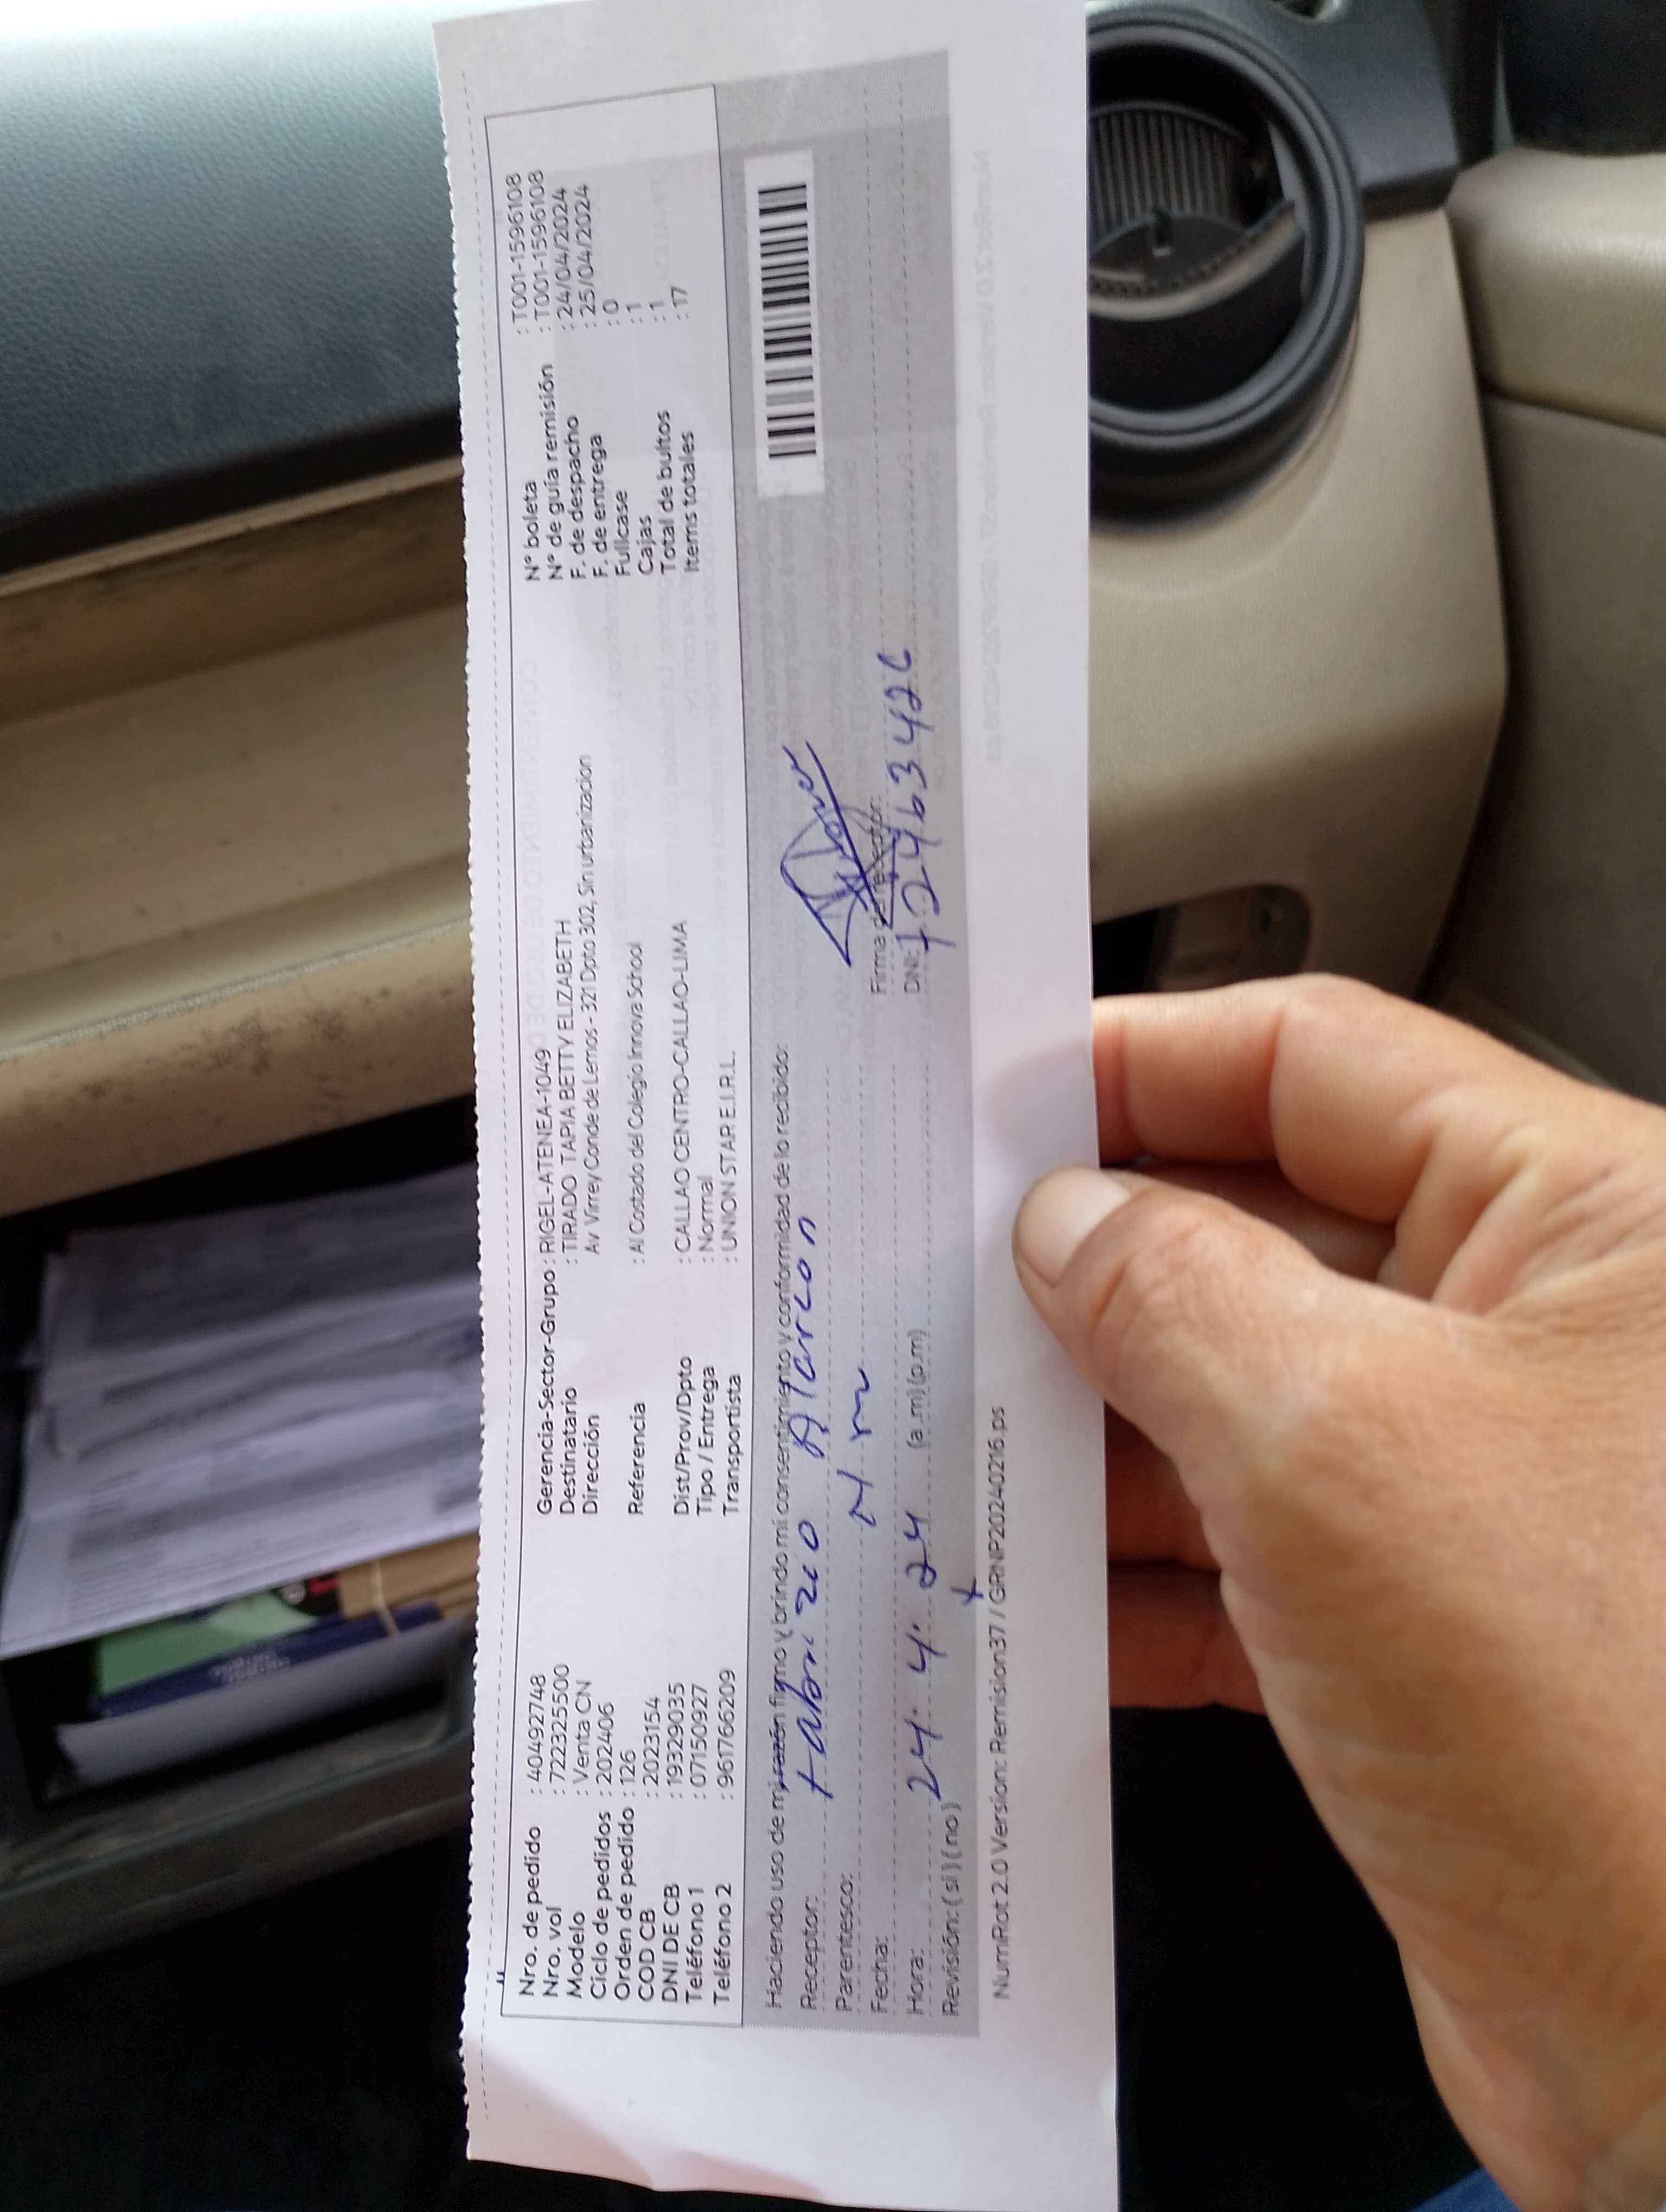 Nro. de pedido : 40492748
Nro. vol : 7222325500
Modelo : Venta CN
Ciclo de pedidos : 202406
Orden de pedido : 126
COD CB : 2023154
DNI DE CB : 19329035
Teléfono 1 : 07150927
Teléfono 2 : 961766209
Gerencia-Sector-Grupo : RIGEL-ATENEA-1049
Destinatario : TIRADO TAPIA BETTY ELIZABETH
Dirección Av Virrey Conde de Lemos - 321 Dpto 302, Sin urbanizacion
Referencia : Al Costado del Colegio Innova School
Dist/Prov/Dpto : CALLAO CENTRO-CALLAO-LIMA
Tipo / Entrega : Normal
Transportista : UNION STAR E.I.R.L.
N° boleta : T001-1596108
N° de guía remisión : T001-1596108
F. de despacho : 24/04/2024
F. de entrega : 25/04/2024
Fullcase : 0
Cajas : 1
Total de bultos : 1
Items totales : 17
Haciendo uso de mi razón firmo y brindo mi consentimiento y conformidad de lo recibido:
Receptor: Fabrizio Alarcon
Parentesco:
Fecha: 24. 4. 24
Hora: (a.m) (p.m)
Revisión: (si) (no)
Firma de receptor:
DNI:
NumRot 2.0 Version: Remision37 / GRNP20240216.ps